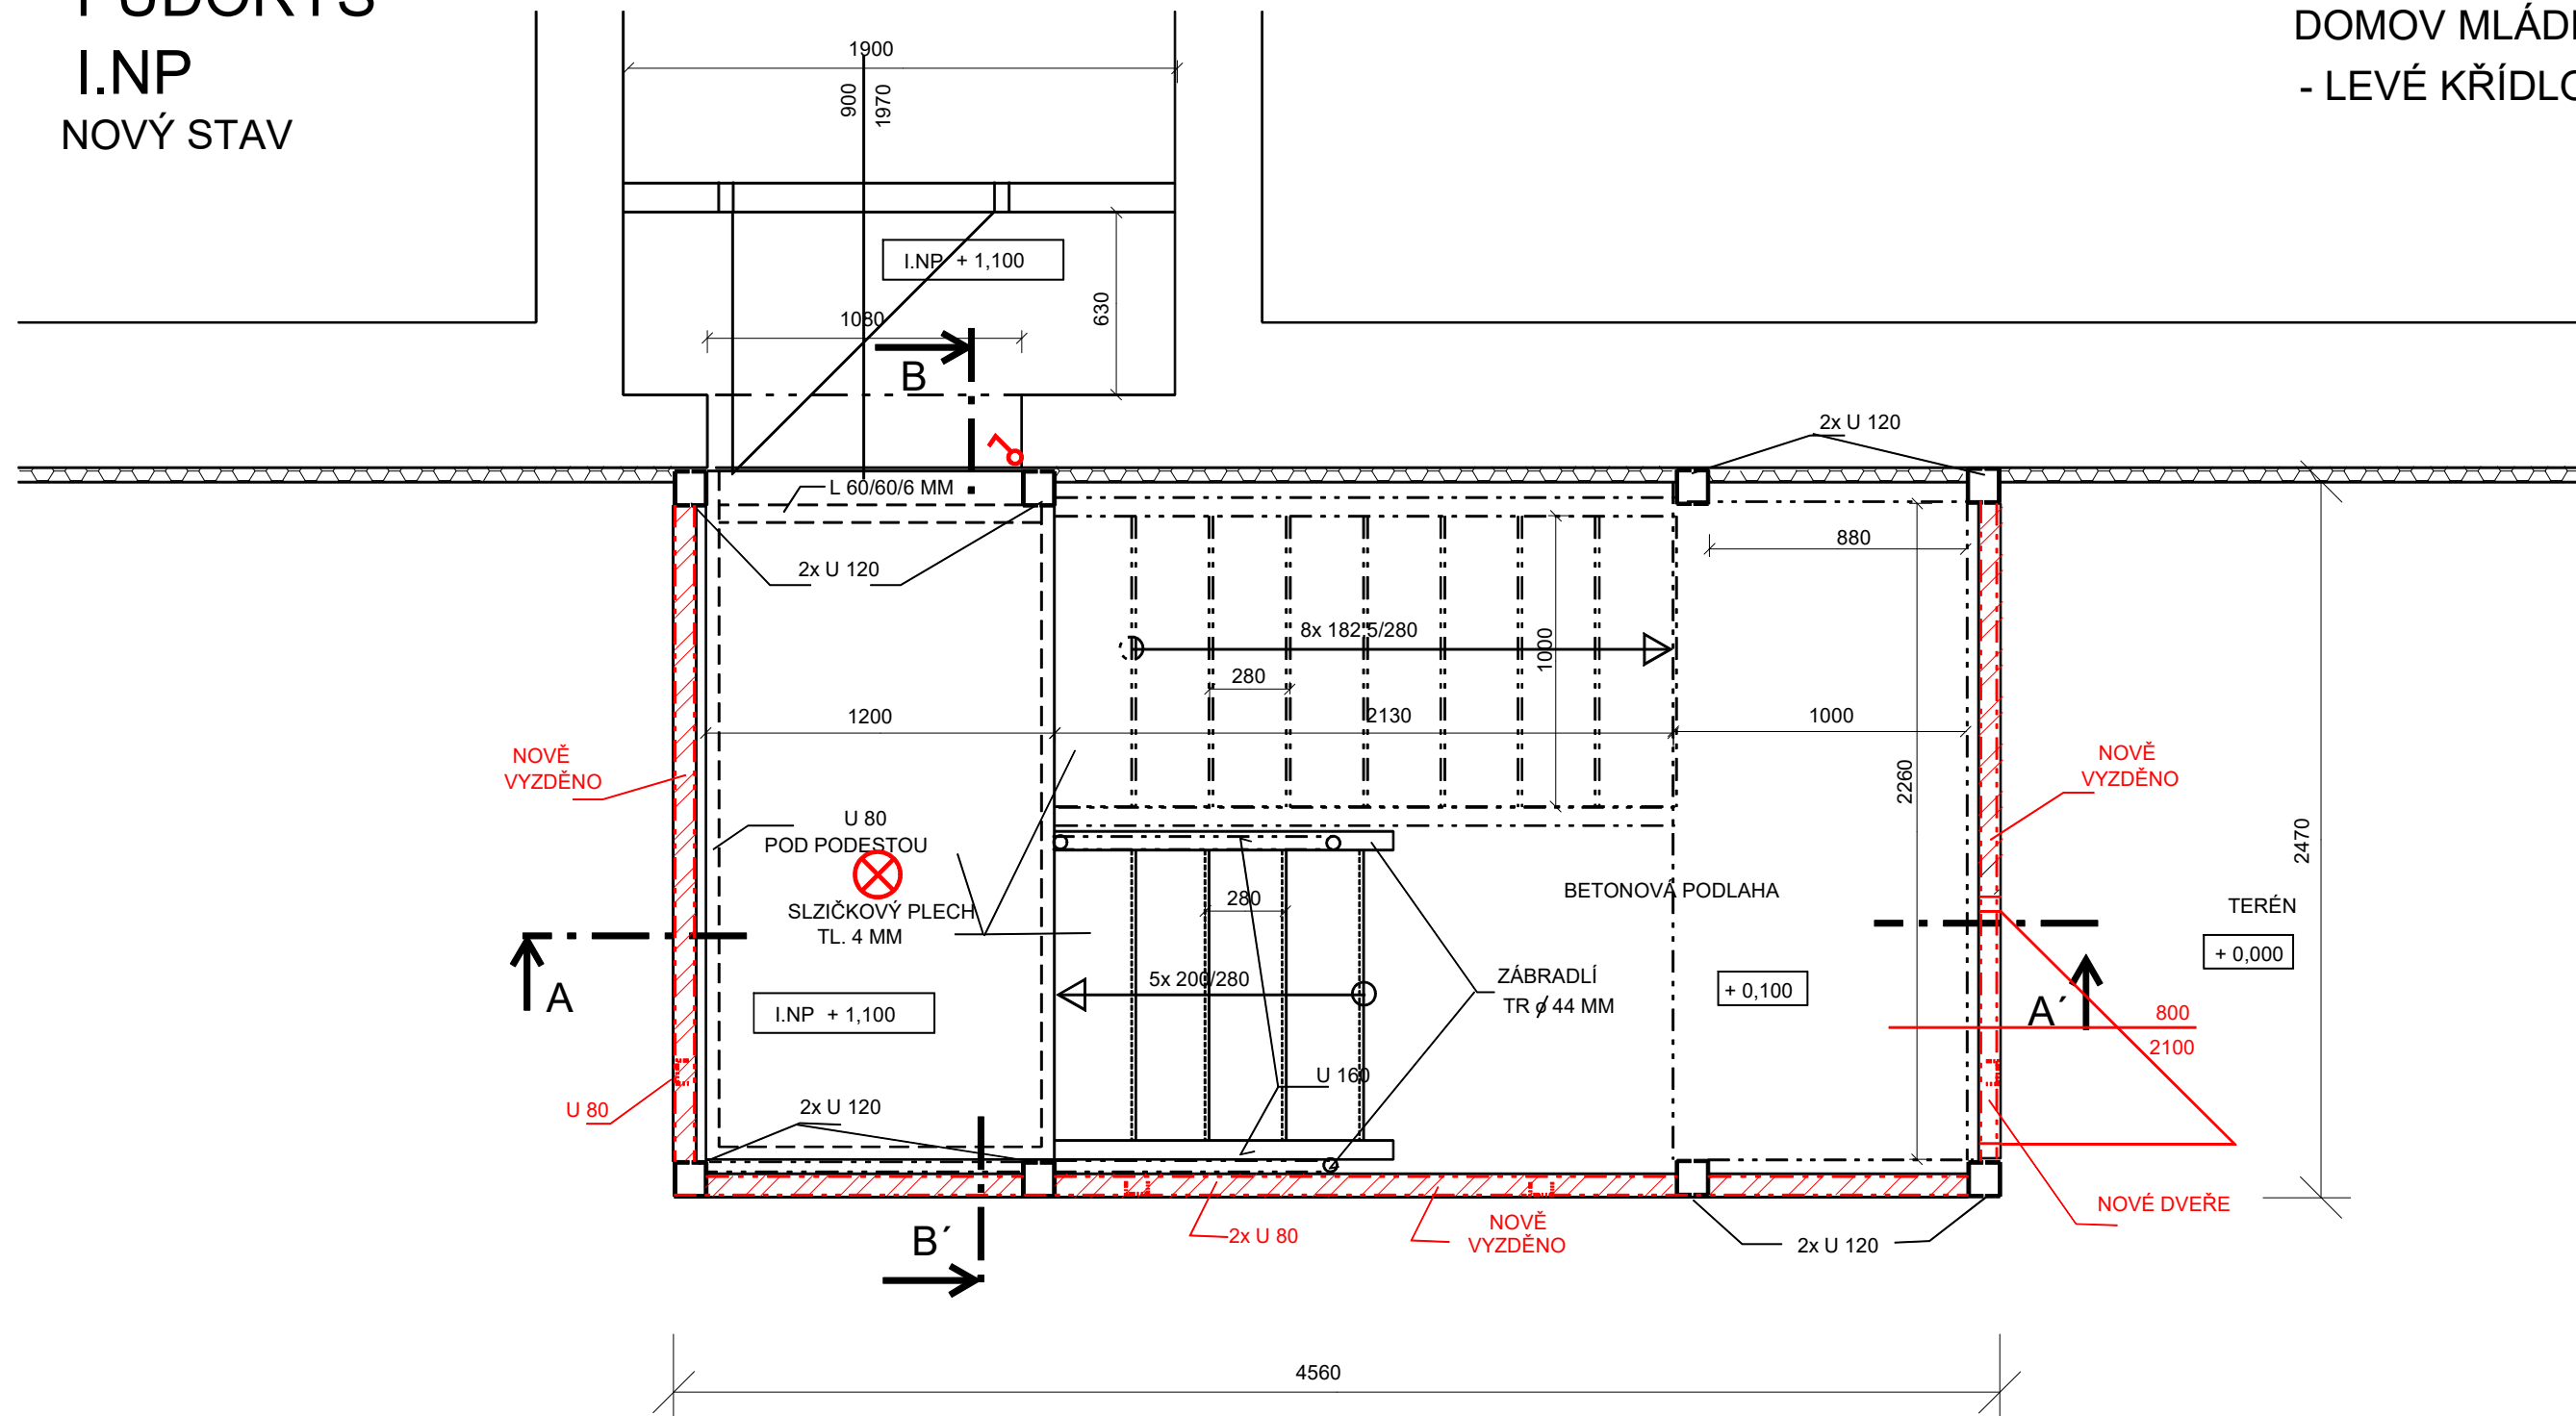 I.NP
NOVÝ STAV
- LEVÉ KŘÍDLO
DOMOV
1900
900
1970
I.NP + 1,100
630
1080
B
2x U 120
L 60/60/6 MM
2x U 120
880
8x 182,5/280
1000
280
1200
2130
1000
NOVĚ
VYZDĚNO
NOVĚ
VYZDĚNO
2260
U 80
POD PODESTOU
2470
BETONOVÁ PODLAHA
280
SLZIČKOVÝ PLECH
TL. 4 MM
TERÉN
+ 0,000
ZÁBRADLÍ
TR ø 44 MM
5x 200/280
+ 0,100
A
A´
I.NP + 1,100
800
2100
U 160
U 80
2x U 120
NOVÉ DVEŘE
B´
2x U 80
NOVĚ
VYZDĚNO
2x U 120
4560